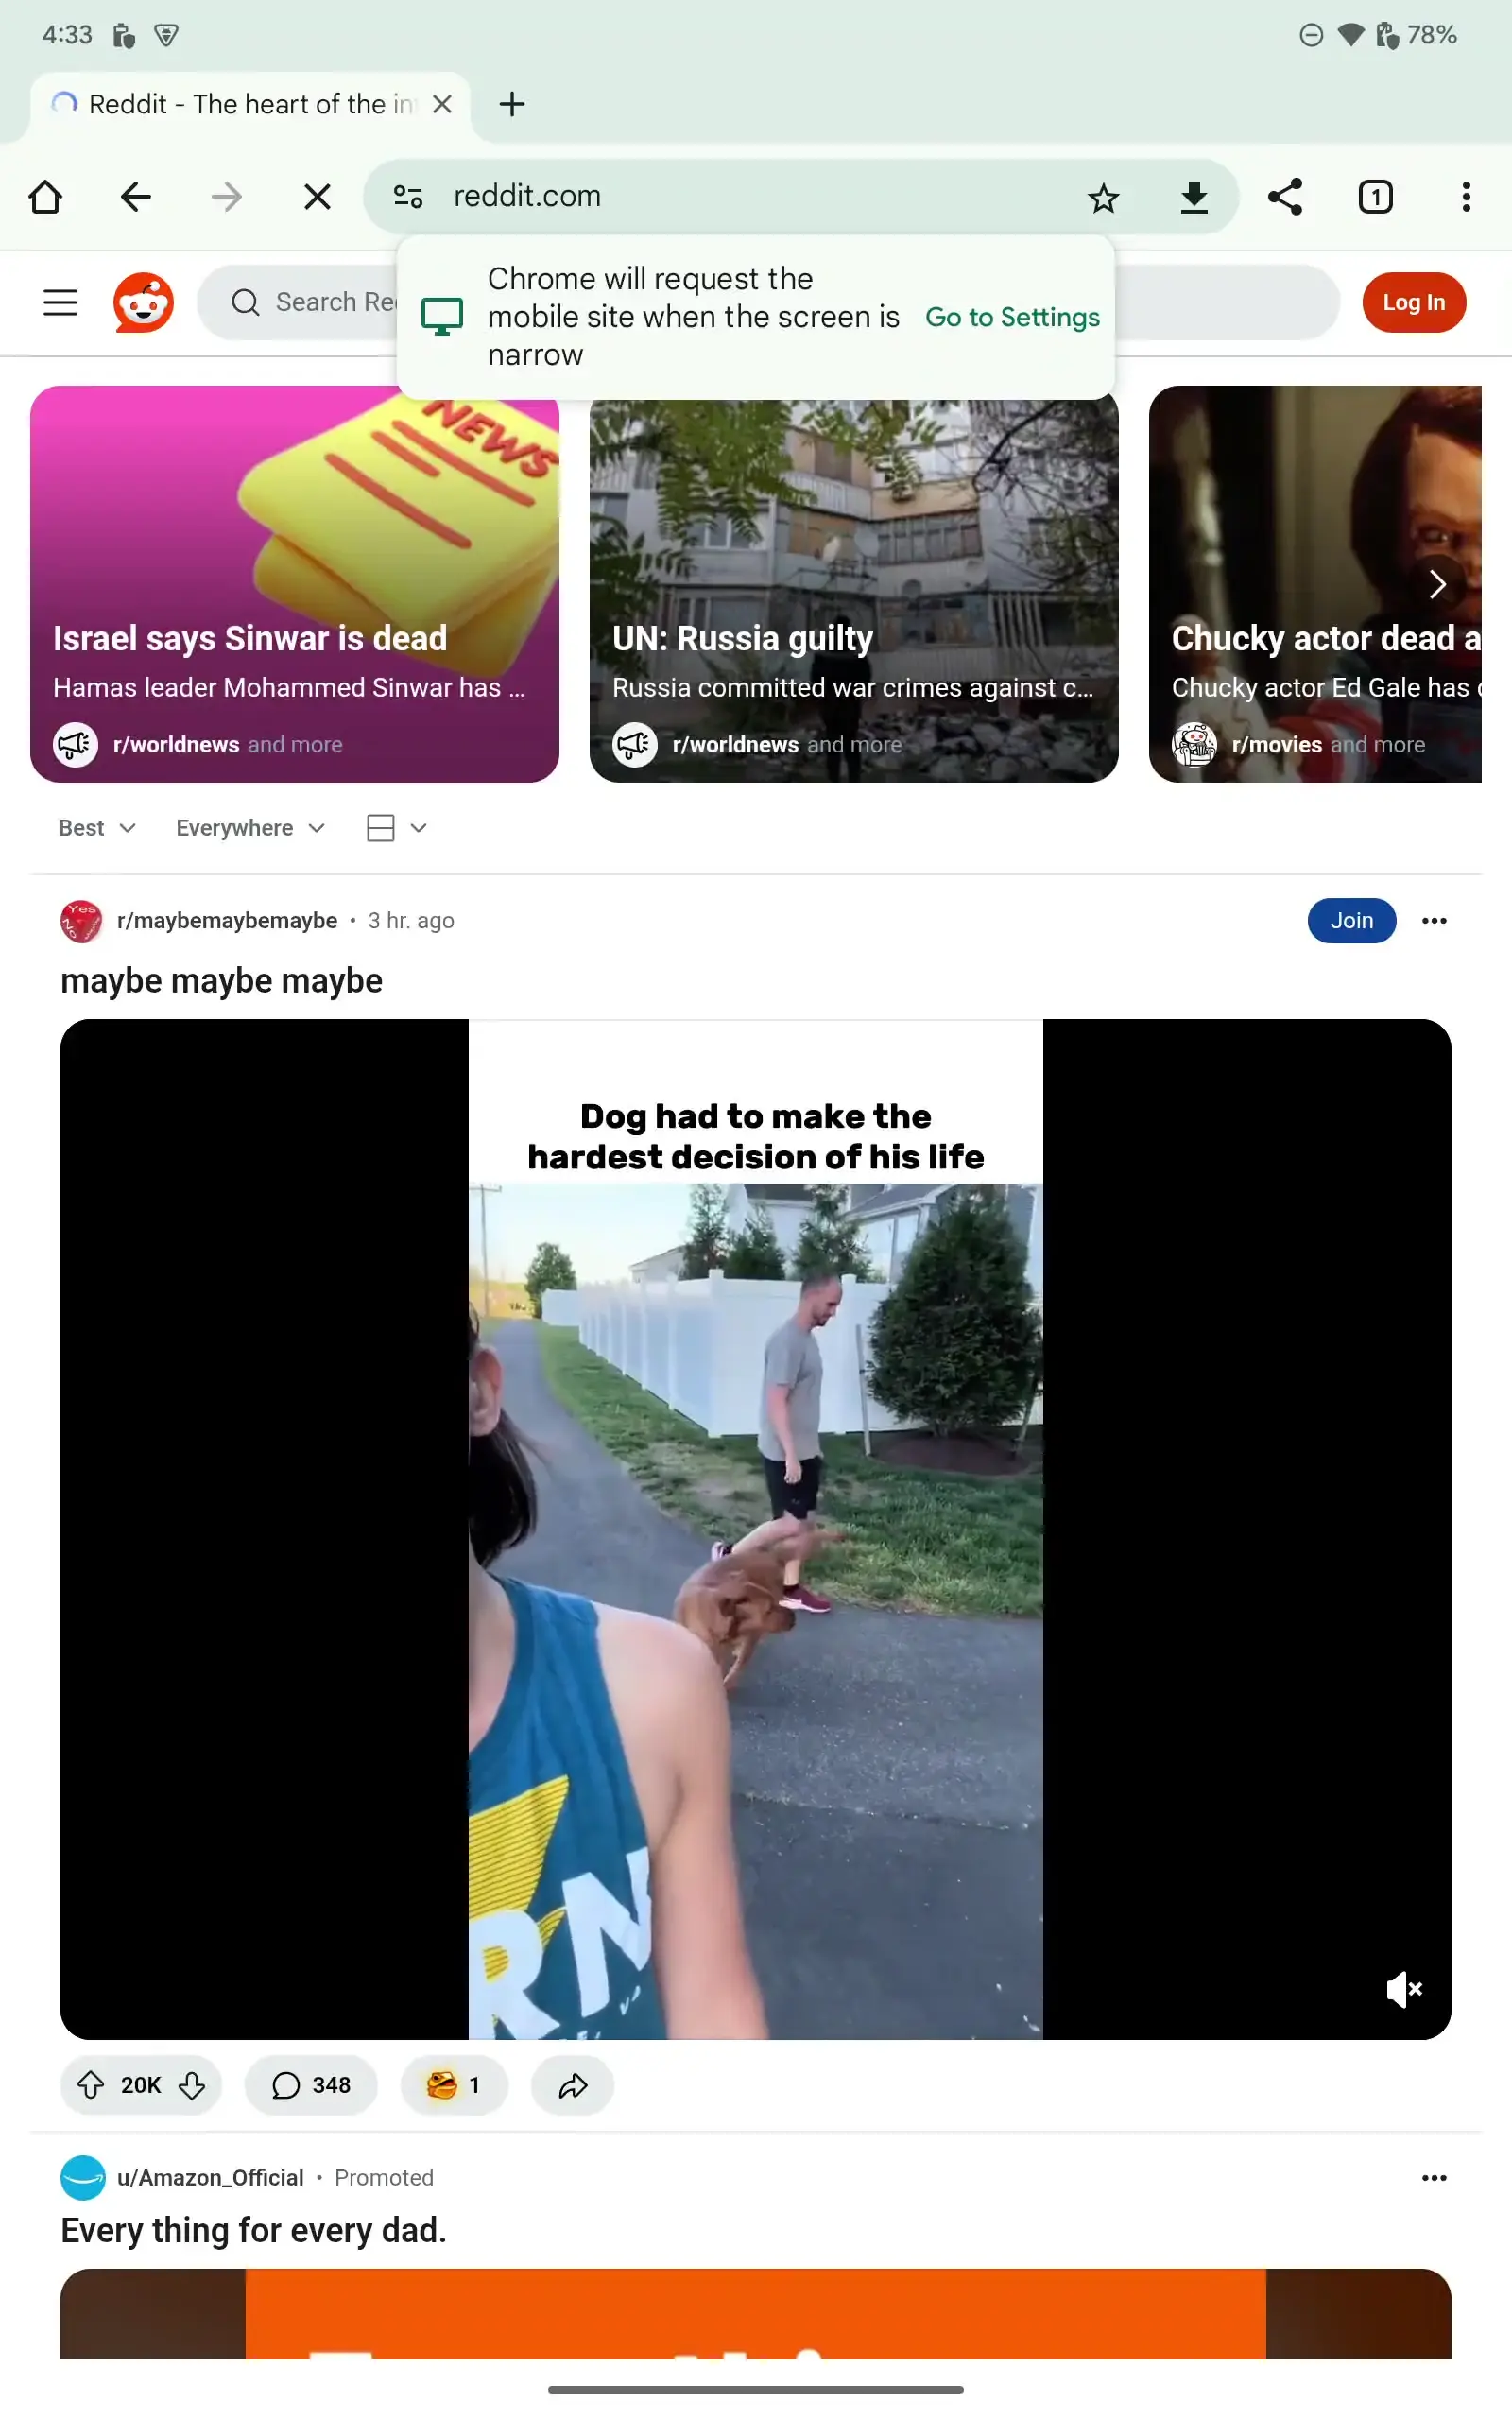 4:33
78%
Reddit - The heart of the in
reddit.com
1
Search Re
Chrome will request the
mobile site when the screen is
narrow
Go to Settings
Log In
NEWS
Israel says Sinwar is dead
Hamas leader Mohammed Sinwar has ...
r/worldnews and more
UN: Russia guilty
Russia committed war crimes against c...
r/worldnews and more
Chucky actor dead a
Chucky actor Ed Gale has
r/movies and more
Best
Everywhere
Yes
NO
r/maybemaybemaybe • 3 hr. ago
Join
maybe maybe maybe
Dog had to make the
hardest decision of his life
RN
20K
348
1
u/Amazon_Official • Promoted
Every thing for every dad.